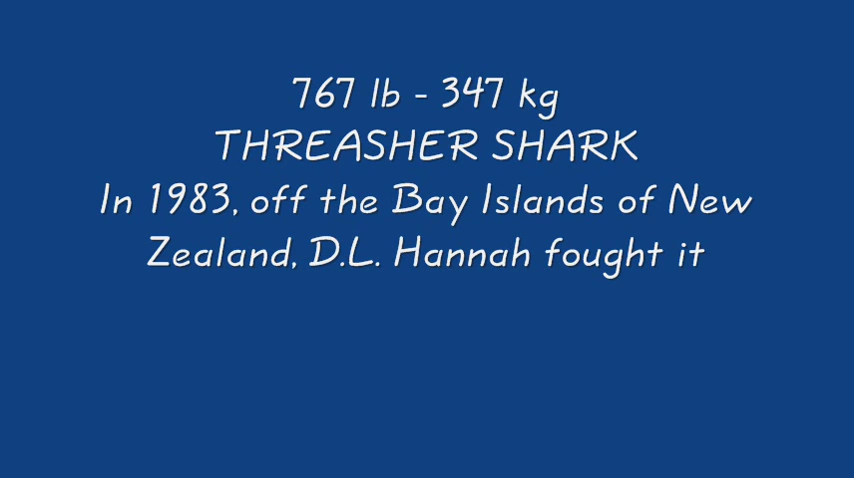 767 lb - 347 kg
THREASHER SHARK
In 1983, off the Bay Islands of New
Zealand, D.L. Hannah fought it